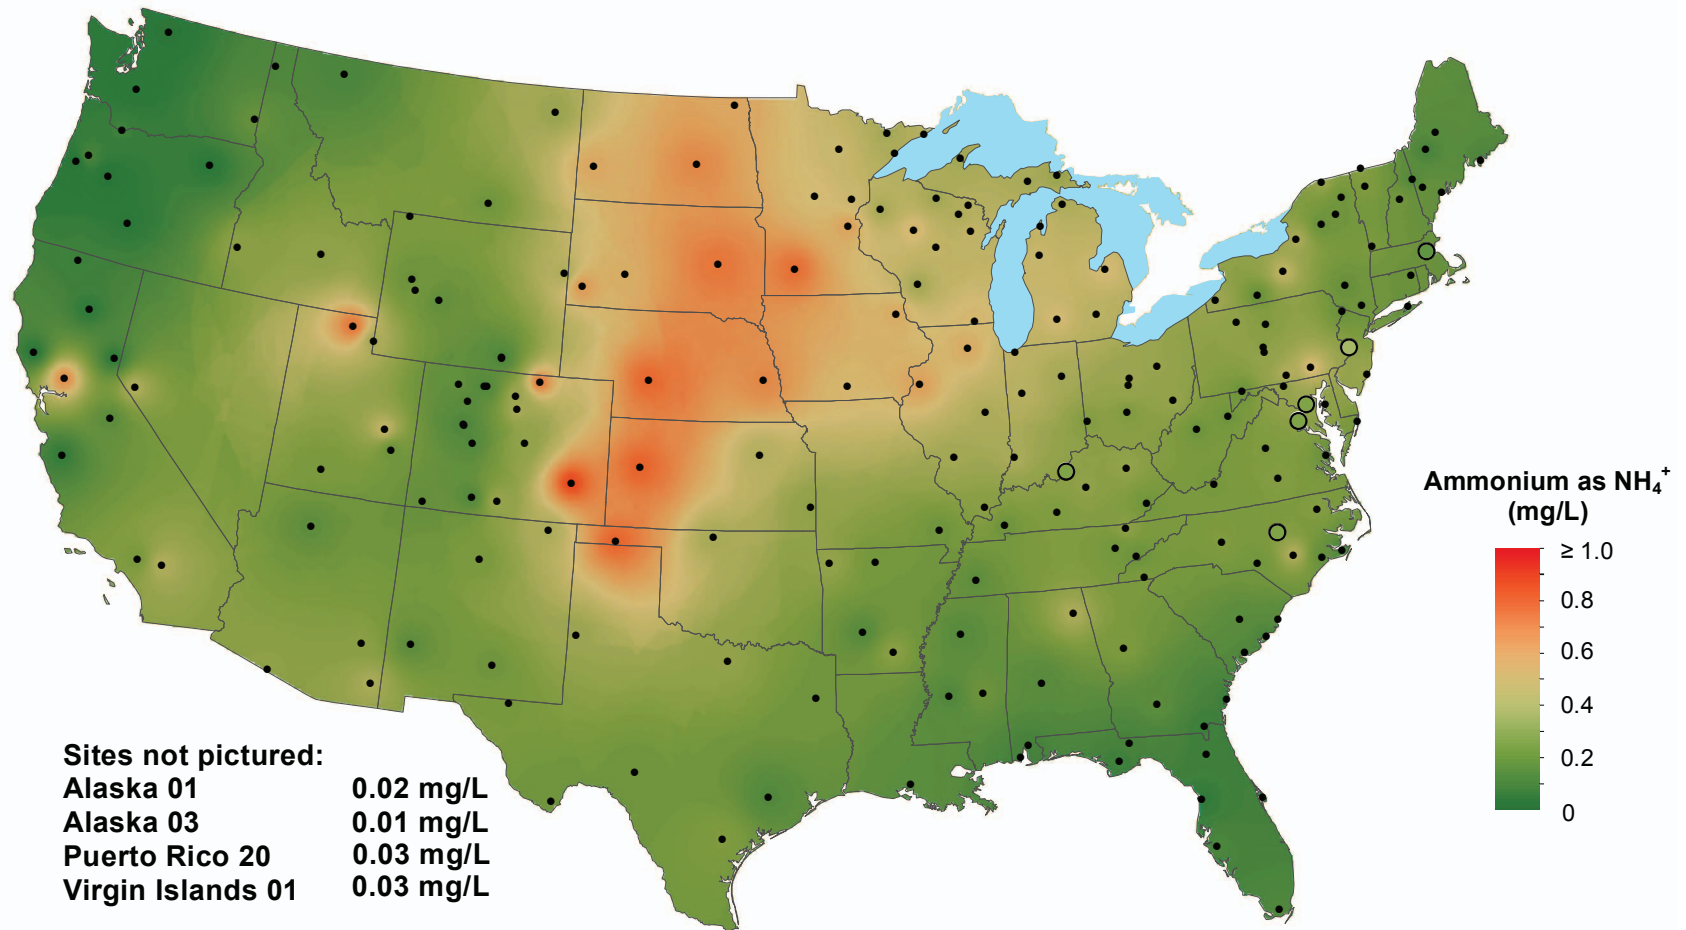 Ammonium as NH₄⁺
(mg/L)
≥ 1.0
0.8
0.6
0.4
0.2
0
Sites not pictured:
Alaska 01 0.02 mg/L
Alaska 03 0.01 mg/L
Puerto Rico 20 0.03 mg/L
Virgin Islands 01 0.03 mg/L